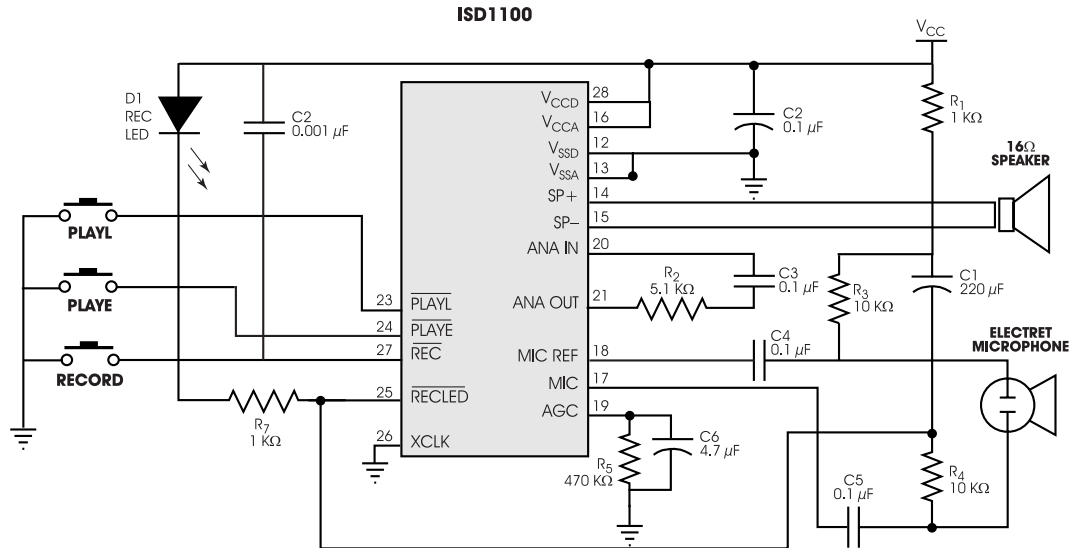 ISD1100
VCC
D1
REC
LED
C2
0.001 µF
VCCD
28
VCCA
16
VSSD
12
VSSA
13
SP+
14
SP–
15
ANA IN
20
ANA OUT
21
C2
0.1 µF
R1
1 KΩ
16Ω
SPEAKER
PLAYL
PLAYE
RECORD
23
PLAYL
24
PLAYE
27
REC
25
RECLED
26
XCLK
R7
1 KΩ
R2
5.1 KΩ
C3
0.1 µF
R3
10 KΩ
C1
220 µF
ELECTRET
MICROPHONE
MIC REF
18
MIC
17
AGC
19
C4
0.1 µF
R5
470 KΩ
C6
4.7 µF
C5
0.1 µF
R4
10 KΩ